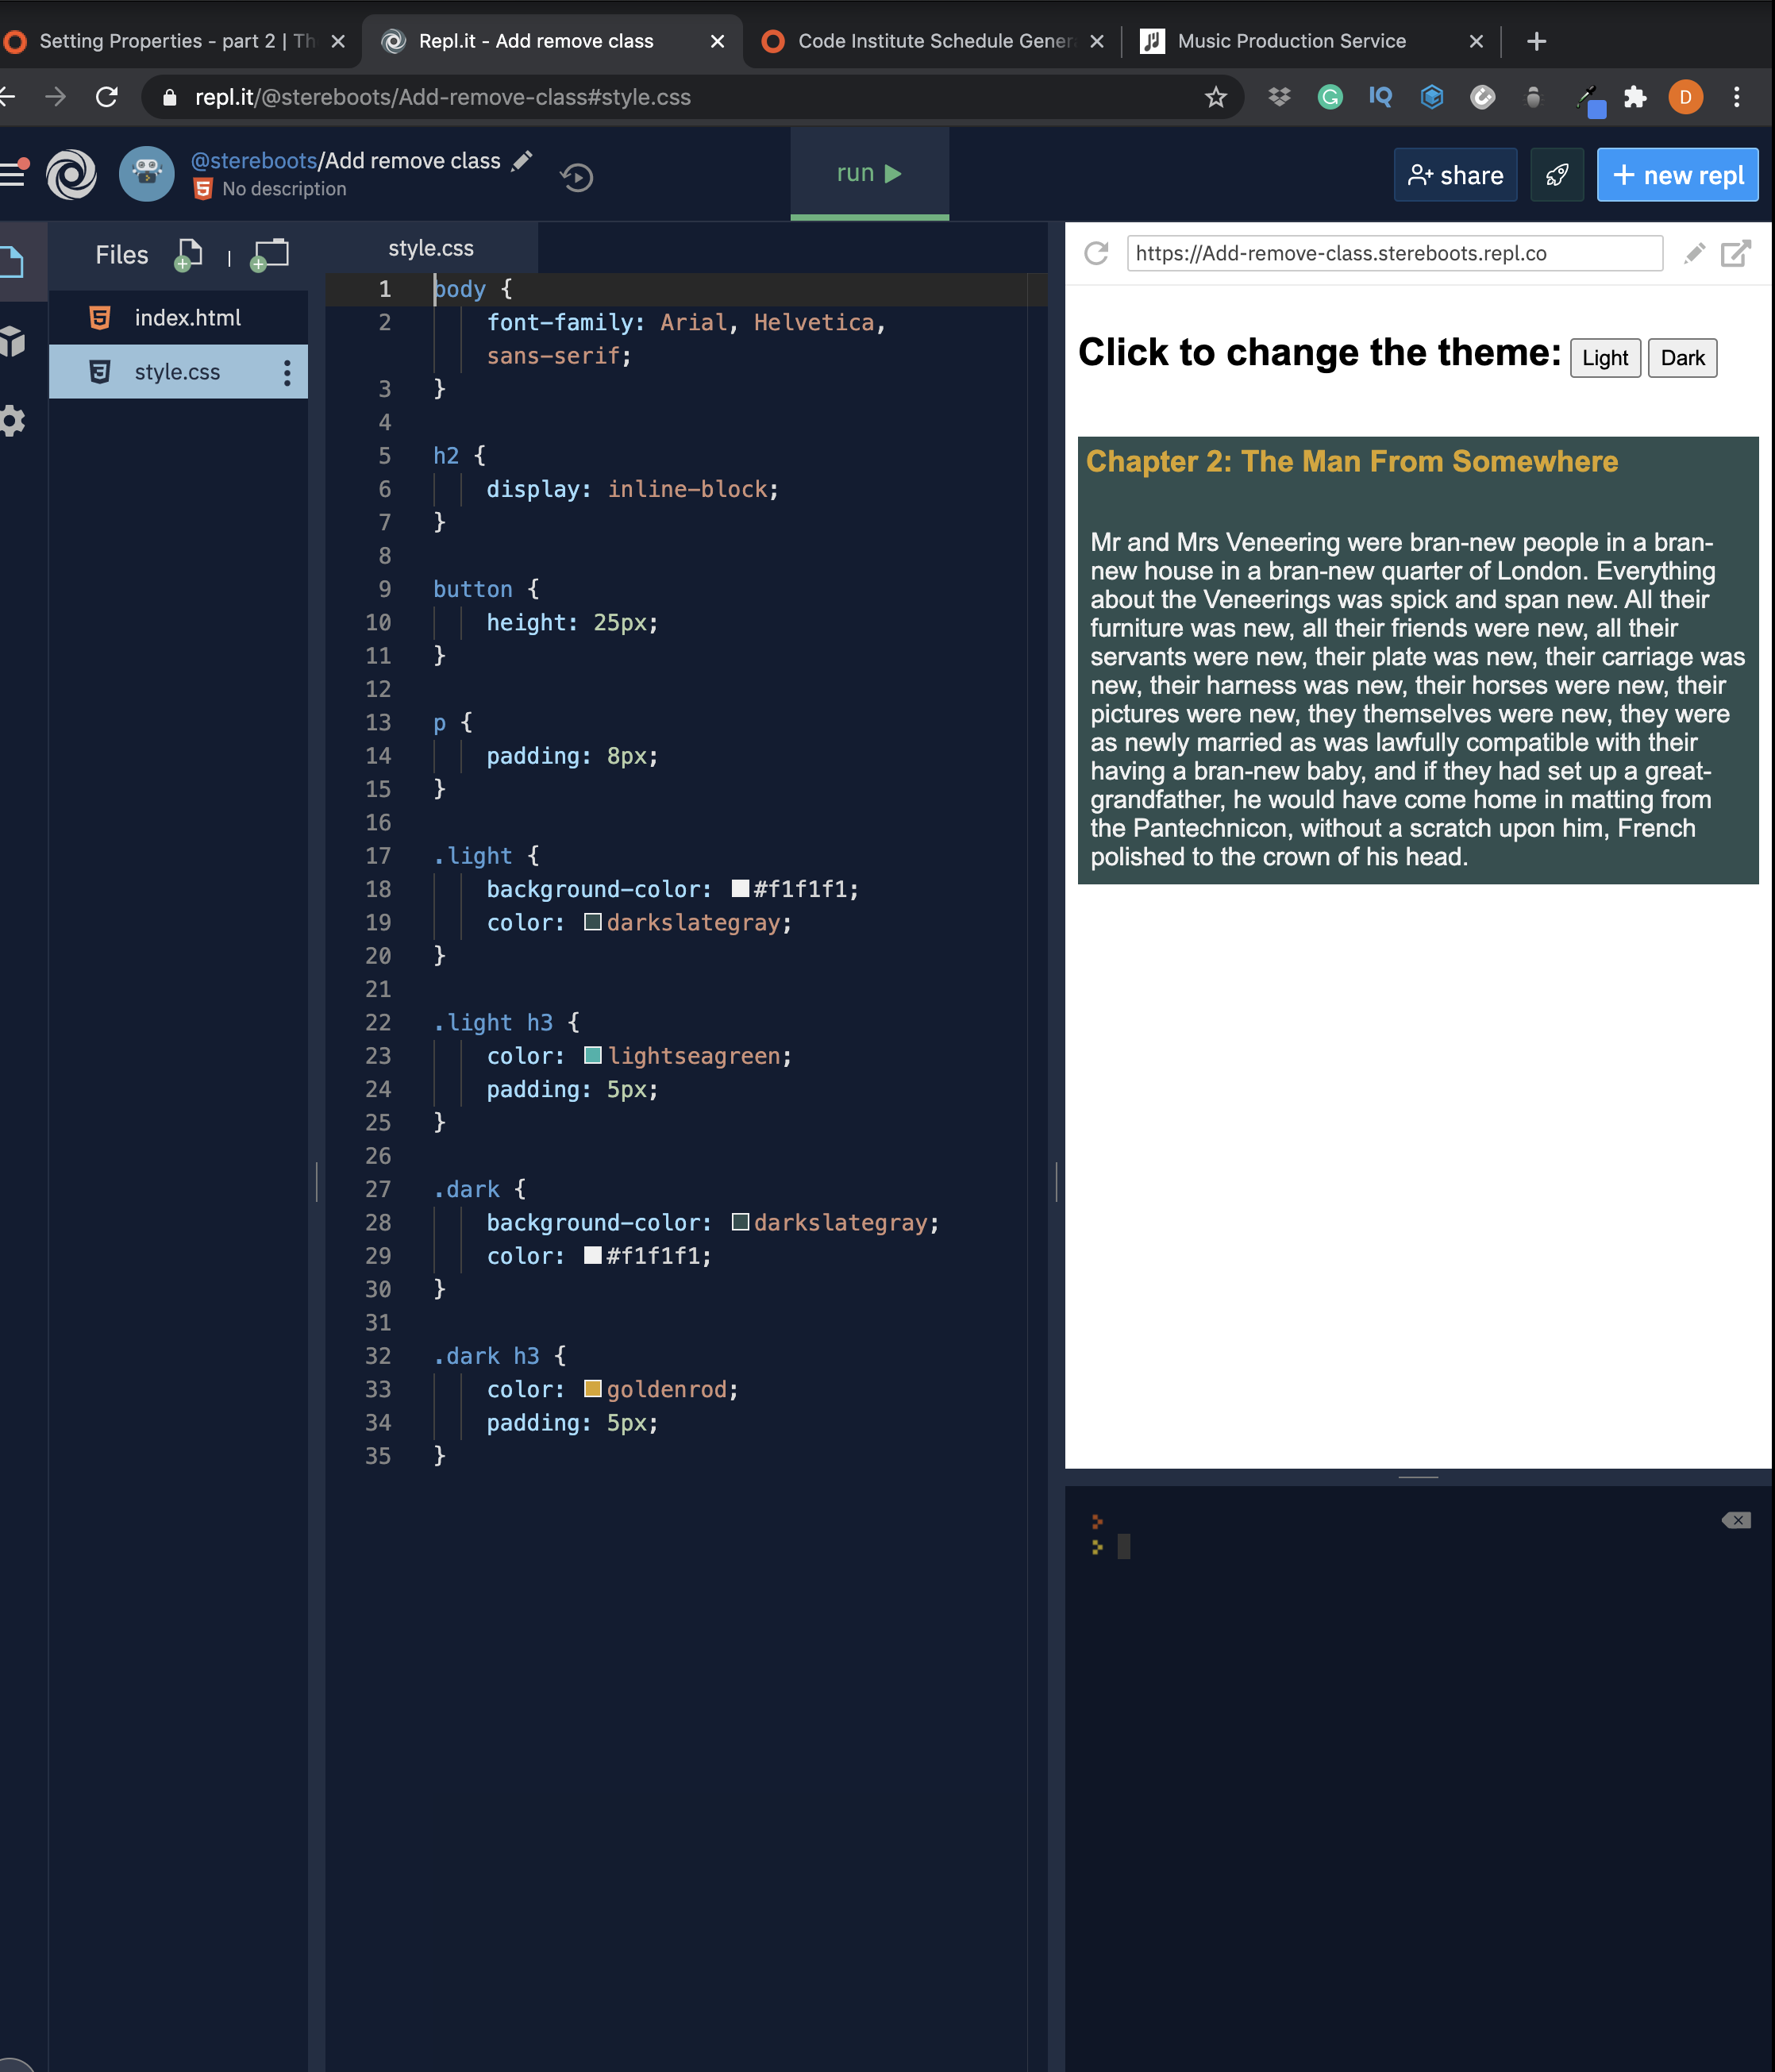 Setting Properties - part 2 | Th
Repl.it - Add remove class
Code Institute Schedule Gener
Music Production Service
repl.it/@stereboots/Add-remove-class#style.css
G
IQ
D
@stereboots/Add remove class
No description
run
share
+ new repl
Files
index.html
style.css
style.css
1 body {
2 font-family: Arial, Helvetica,
sans-serif;
3 }
4
5 h2 {
6 display: inline-block;
7 }
8
9 button {
10 height: 25px;
11 }
12
13 p {
14 padding: 8px;
15 }
16
17 .light {
18 background-color: #f1f1f1;
19 color: darkslategray;
20 }
21
22 .light h3 {
23 color: lightseagreen;
24 padding: 5px;
25 }
26
27 .dark {
28 background-color: darkslategray;
29 color: #f1f1f1;
30 }
31
32 .dark h3 {
33 color: goldenrod;
34 padding: 5px;
35 }
https://Add-remove-class.stereboots.repl.co
Click to change the theme: Light Dark
Chapter 2: The Man From Somewhere
Mr and Mrs Veneering were bran-new people in a bran-
new house in a bran-new quarter of London. Everything
about the Veneerings was spick and span new. All their
furniture was new, all their friends were new, all their
servants were new, their plate was new, their carriage was
new, their harness was new, their horses were new, their
pictures were new, they themselves were new, they were
as newly married as was lawfully compatible with their
having a bran-new baby, and if they had set up a great-
grandfather, he would have come home in matting from
the Pantechnicon, without a scratch upon him, French
polished to the crown of his head.